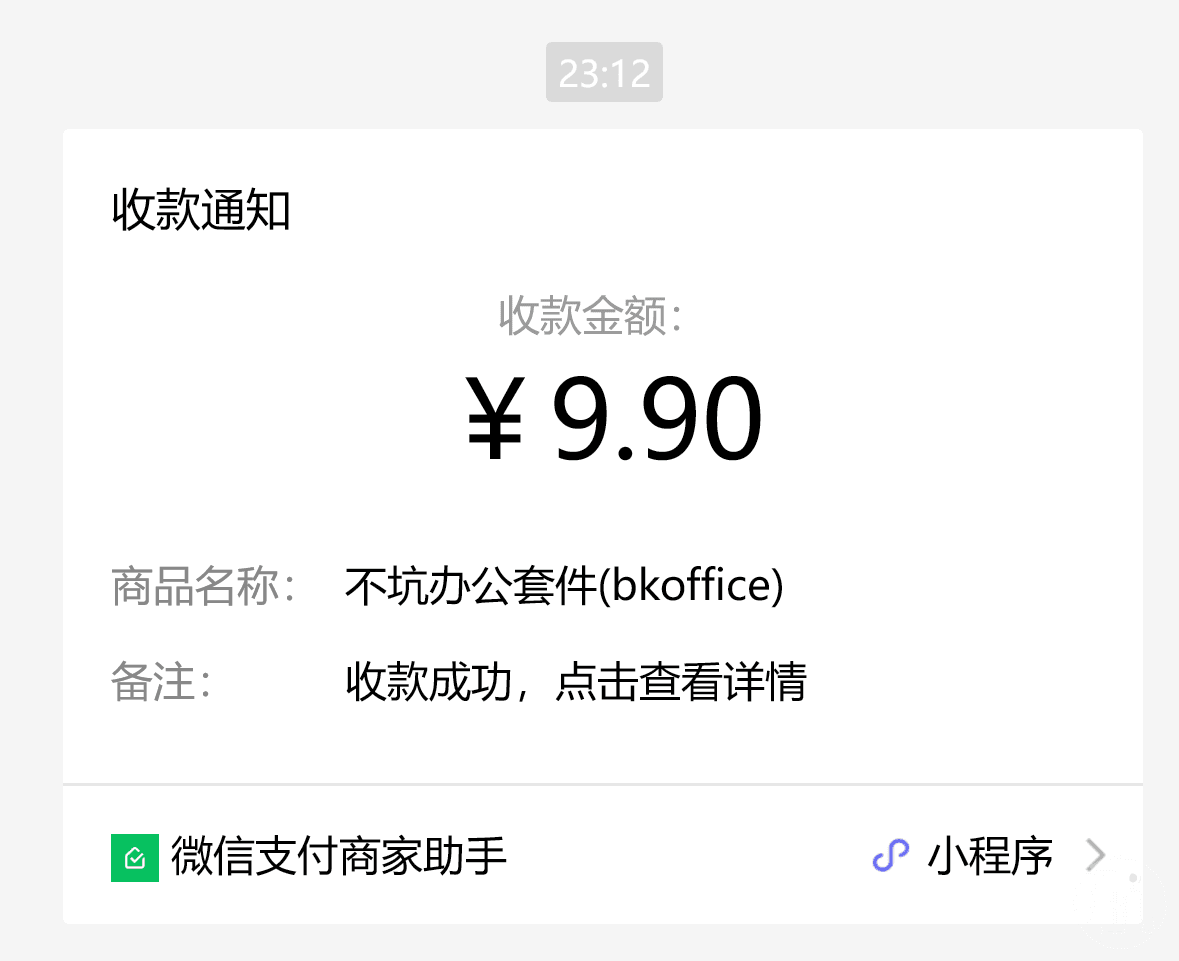 23:12
收款通知
收款金额：
￥9.90
商品名称： 不坑办公套件(bkoffice)
备注： 收款成功，点击查看详情
微信支付商家助手 小程序